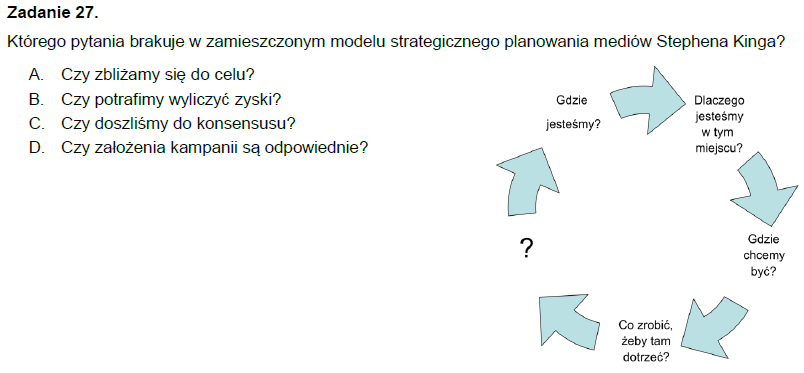 Zadanie 27.
Którego pytania brakuje w zamieszczonym modelu strategicznego planowania mediów Stephena Kinga?
A. Czy zbliżamy się do celu?
B. Czy potrafimy wyliczyć zyski?
C. Czy doszliśmy do konsensusu?
D. Czy założenia kampanii są odpowiednie?
Gdzie
jesteśmy?
Dlaczego
jesteśmy
w tym
miejscu?
Gdzie
chcemy
być?
Co zrobić,
żeby tam
dotrzeć?
?